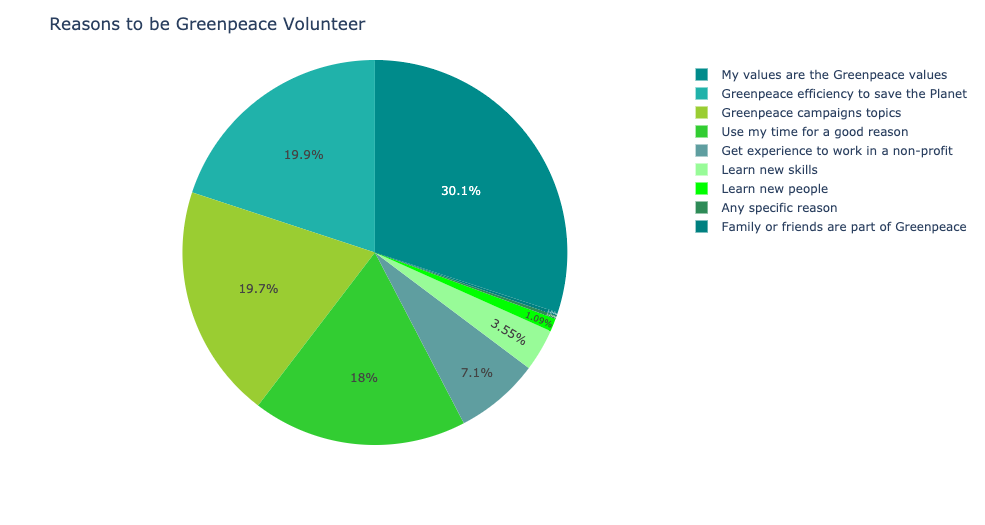 Reasons to be Greenpeace Volunteer
My values are the Greenpeace values
Greenpeace efficiency to save the Planet
Greenpeace campaigns topics
Use my time for a good reason
Get experience to work in a non-profit
Learn new skills
Learn new people
Any specific reason
Family or friends are part of Greenpeace
19.9%
30.1%
19.7%
1.09%
3.55%
7.1%
18%